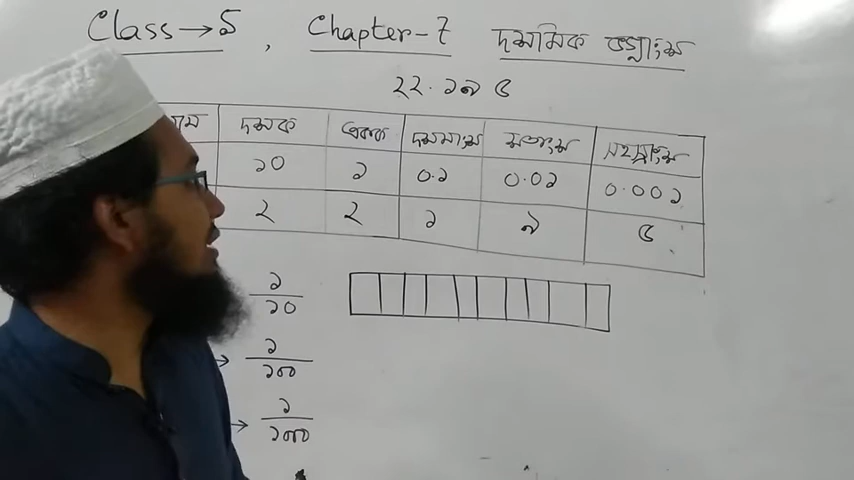 Class → 5, Chapter-7 দশমিক ভগ্নাংশ
২২.১৯৫
দশক একক দশমাংশ শতাংশ সহস্রাংশ
১০ ১ ০.১ ০.০১ ০.০০১
২ ২ ১ ৯ ৫
১/১০
→ ১/১০০
→ ১/১০০০